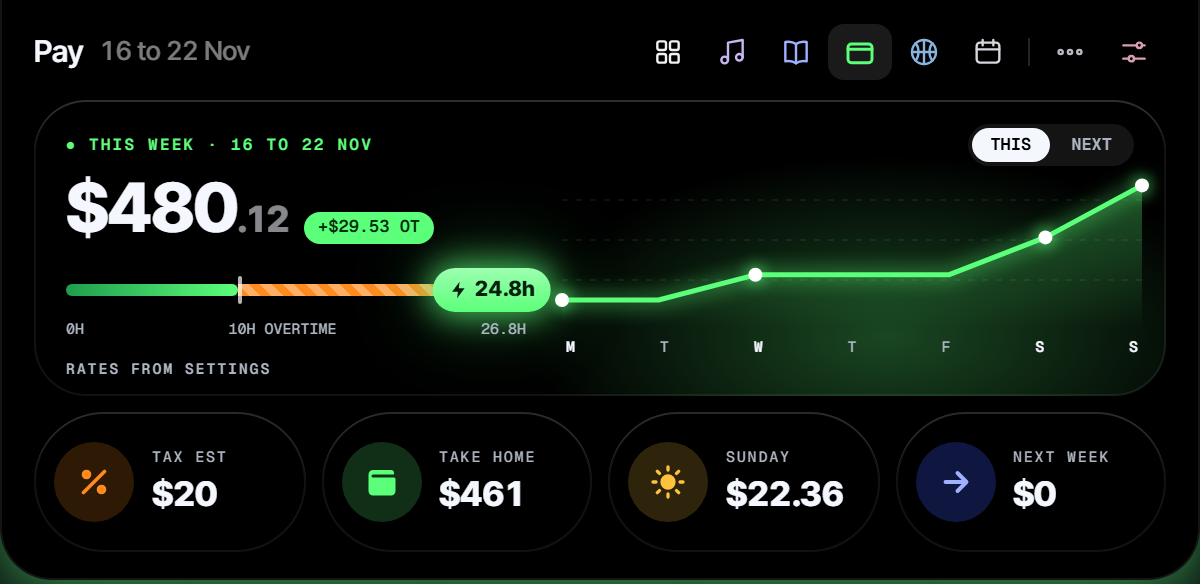 Pay 16 to 22 Nov
THIS WEEK · 16 TO 22 NOV
THIS NEXT
$480.12 +$29.53 OT
24.8h
0H 10H OVERTIME 26.8H
M T W T F S S
RATES FROM SETTINGS
TAX EST
$20
TAKE HOME
$461
SUNDAY
$22.36
NEXT WEEK
$0